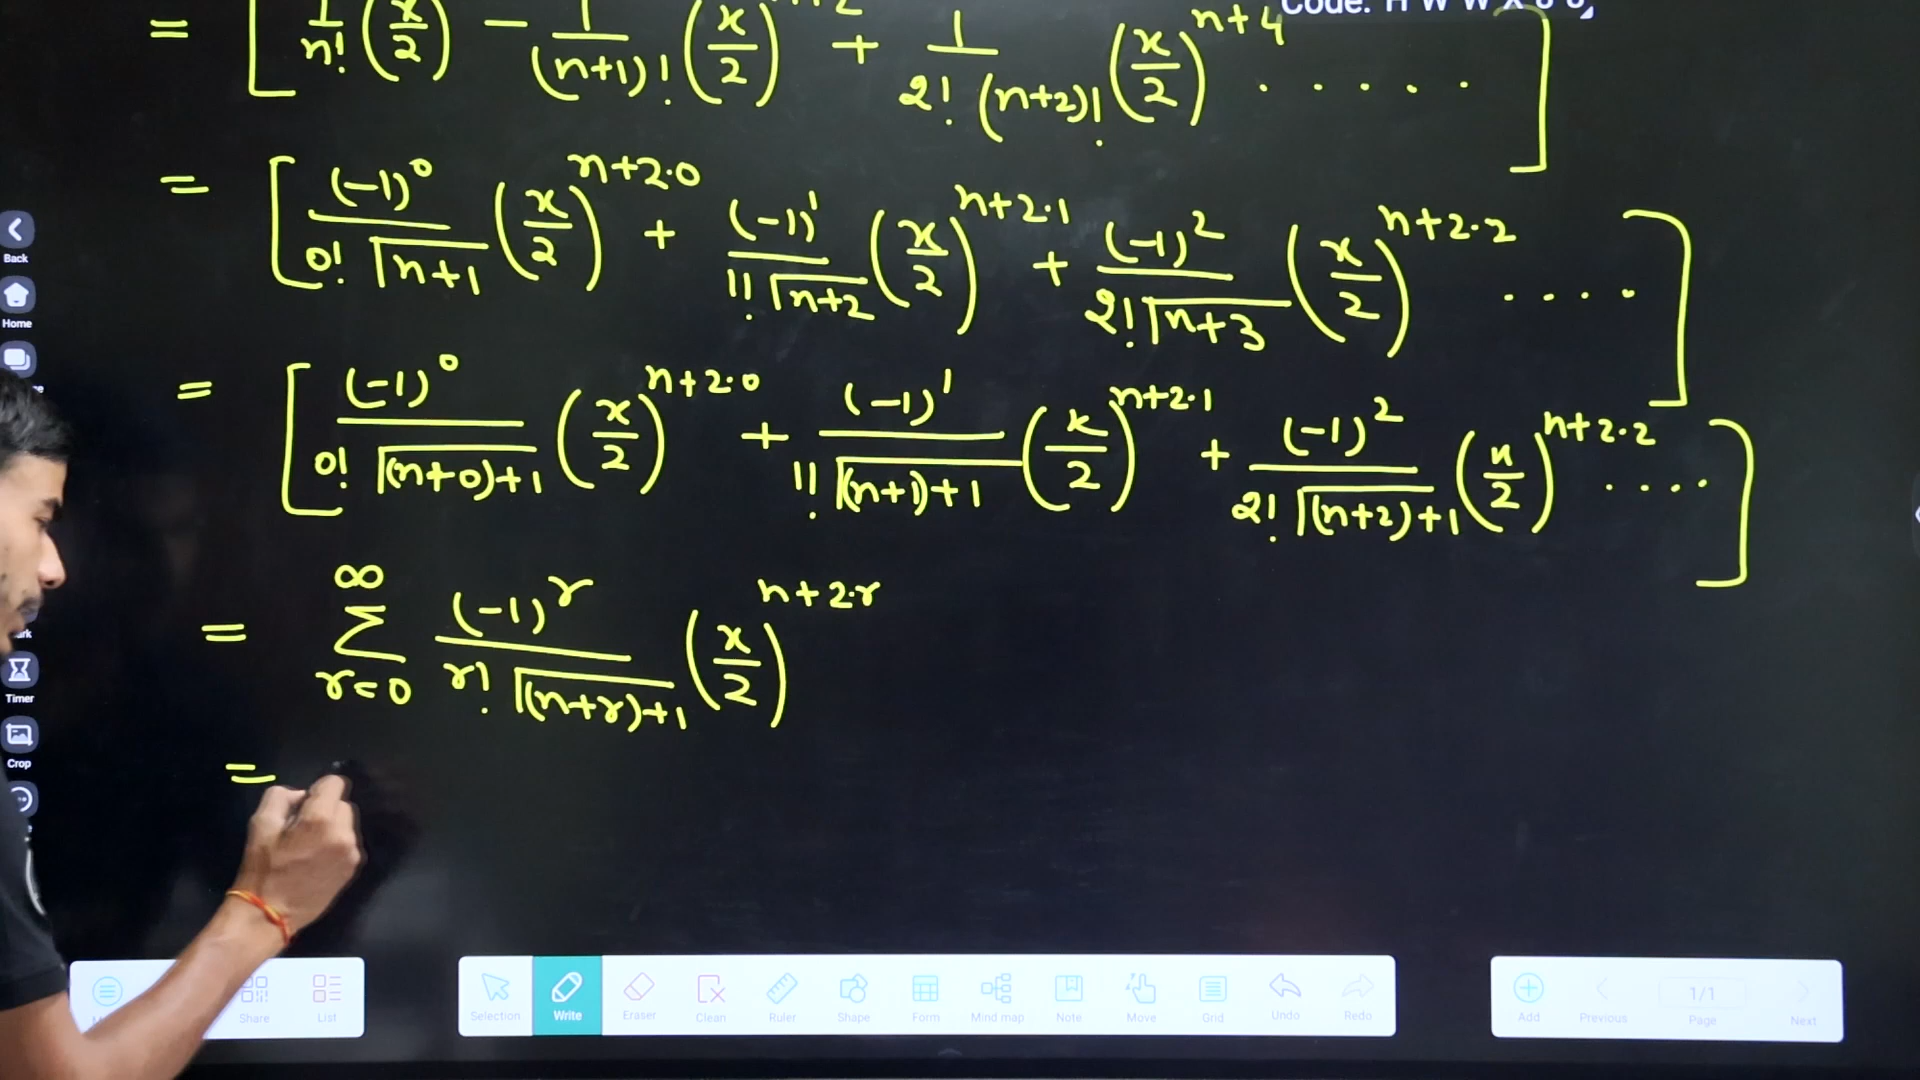 Code: H W W X
= [ 1/n! (x/2) - 1/(n+1)! (x/2)^(n+2) + 1/(2! (n+2)!) (x/2)^(n+4) . . . . . ]
= [ (-1)^0/(0! Γn+1) (x/2)^(n+2·0) + (-1)^1/(1! Γn+2) (x/2)^(n+2·1) + (-1)^2/(2! Γn+3) (x/2)^(n+2·2) . . . . ]
= [ (-1)^0/(0! Γ(n+0)+1) (x/2)^(n+2·0) + (-1)^1/(1! Γ(n+1)+1) (x/2)^(n+2·1) + (-1)^2/(2! Γ(n+2)+1) (x/2)^(n+2·2) . . . . ]
= ∑_(r=0)^∞ (-1)^r/(r! Γ(n+r)+1) (x/2)^(n+2·r)
=
Back
Home
Timer
Crop
Share
List
Selection
Write
Eraser
Clean
Ruler
Shape
Form
Mind map
Note
Move
Grid
Undo
Redo
Add
Previous
1/1
Page
Next